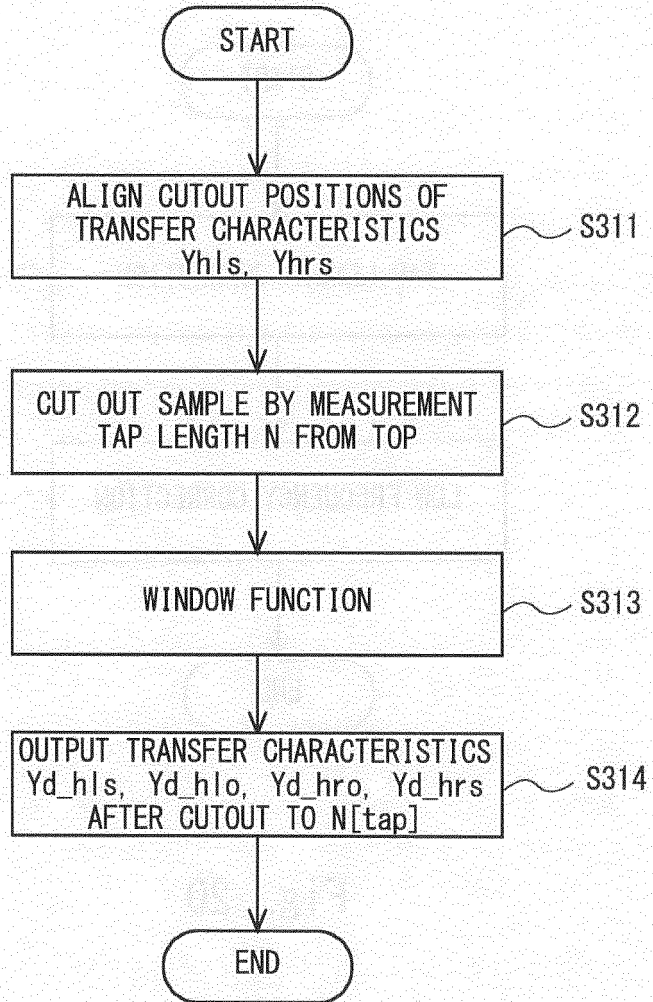 START
ALIGN CUTOUT POSITIONS OF
TRANSFER CHARACTERISTICS
Yhls, Yhrs
S311
CUT OUT SAMPLE BY MEASUREMENT
TAP LENGTH N FROM TOP
S312
WINDOW FUNCTION
S313
OUTPUT TRANSFER CHARACTERISTICS
Yd_hls, Yd_hlo, Yd_hro, Yd_hrs
AFTER CUTOUT TO N[tap]
S314
END